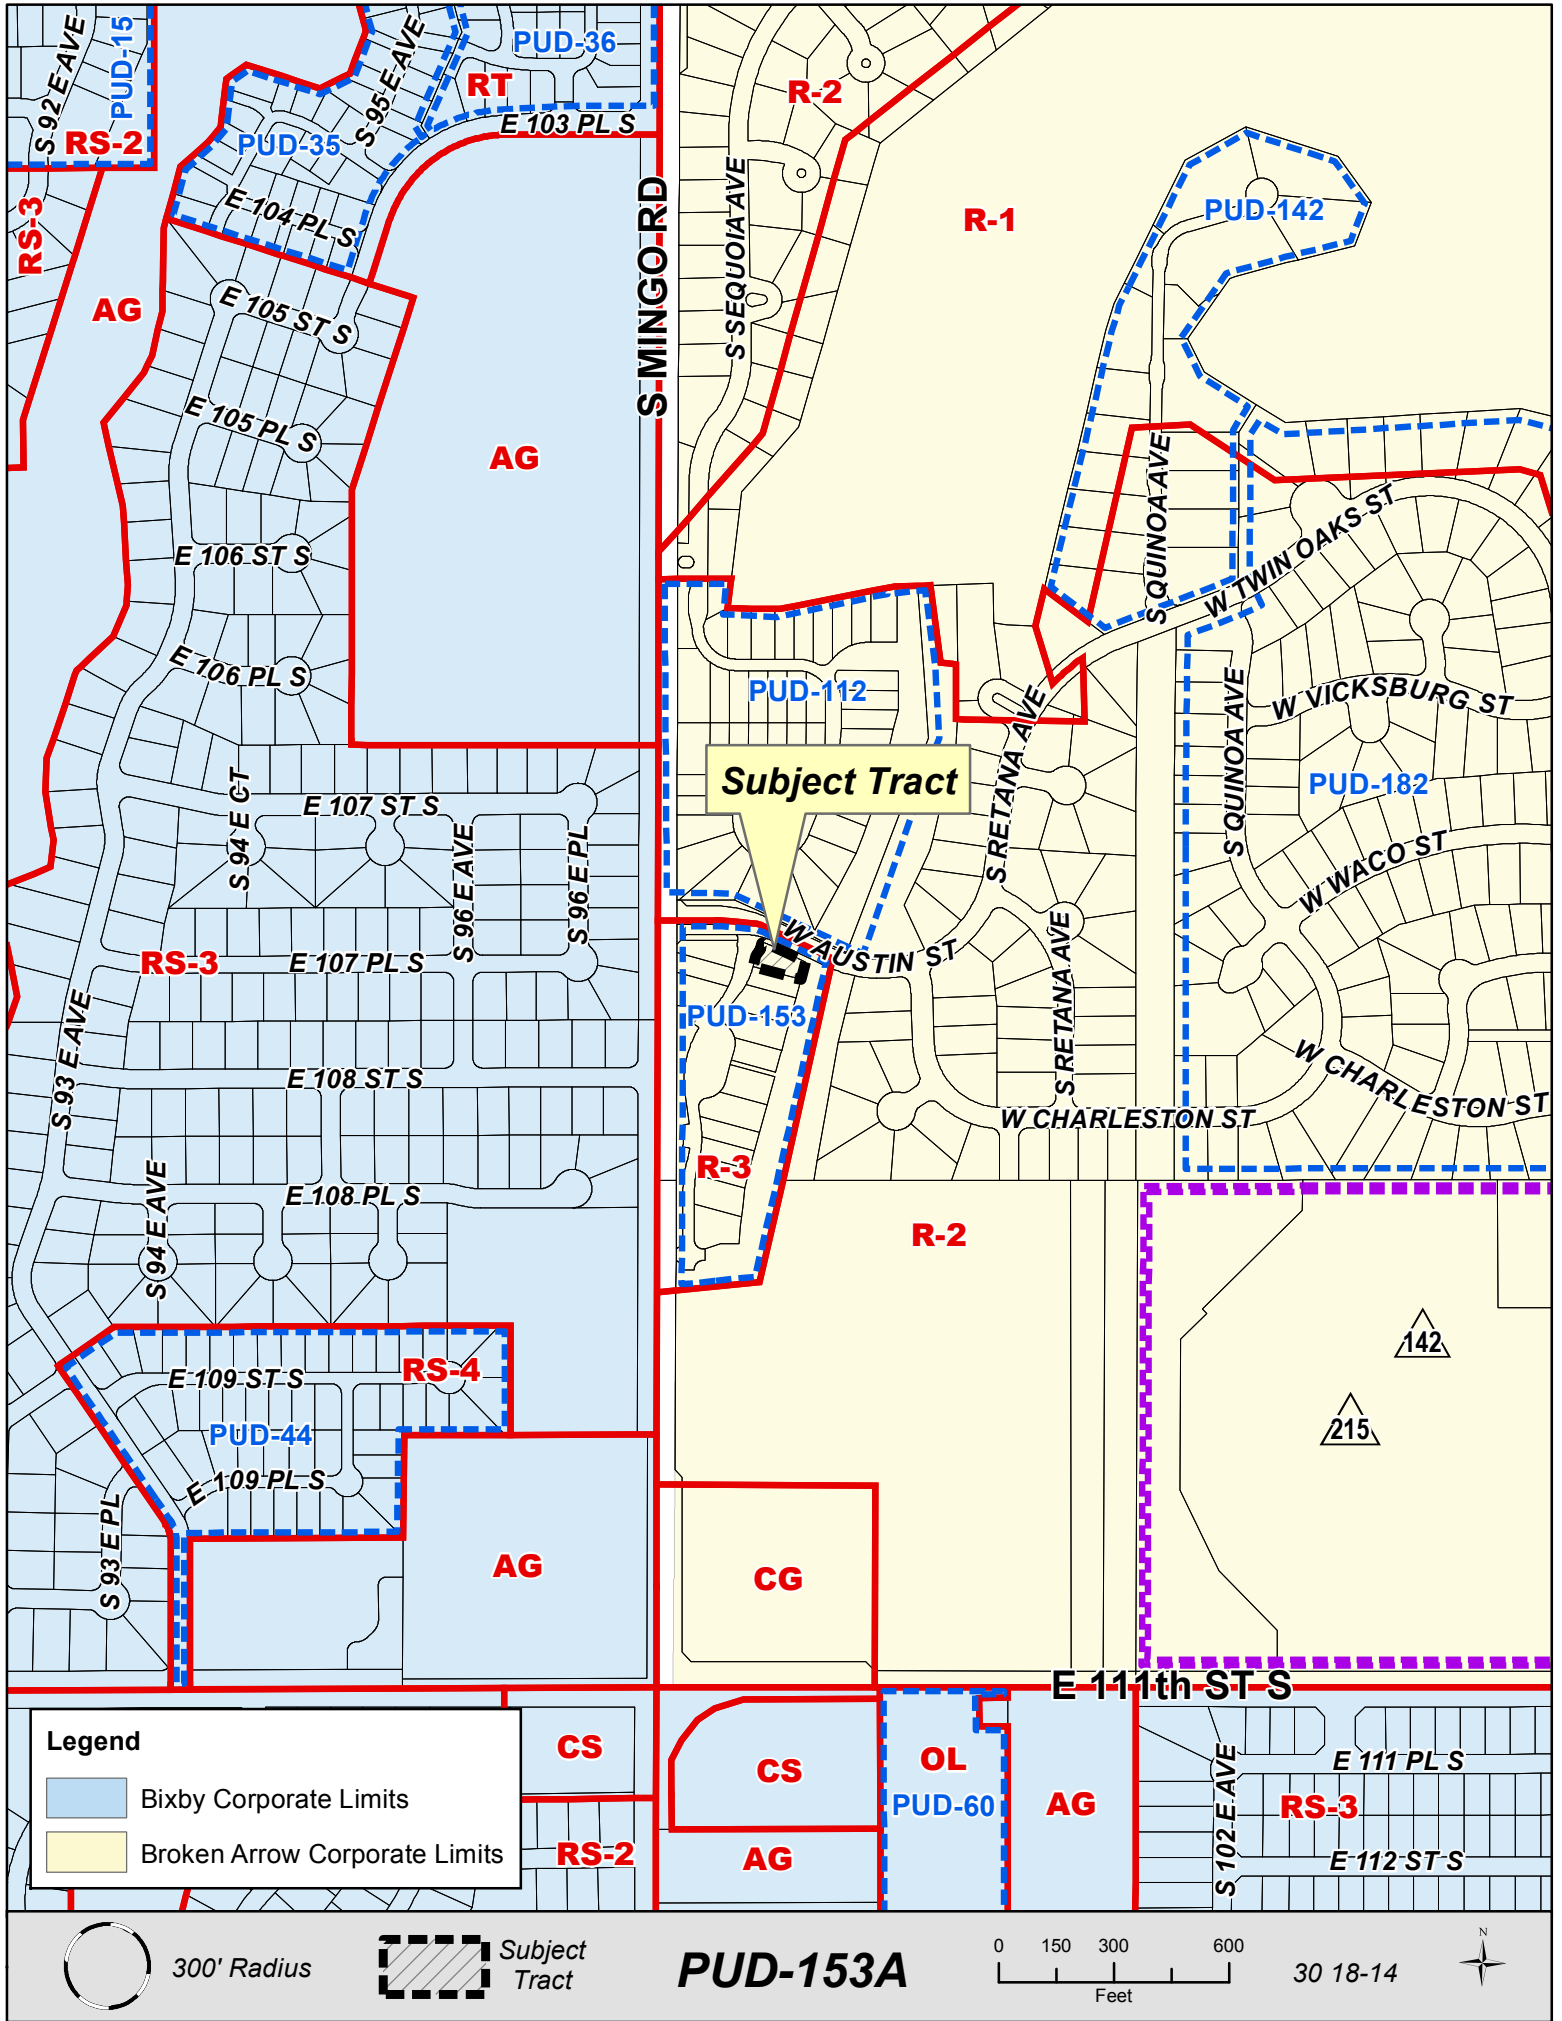 S 92 E AVE
PUD-15
S 95 E AVE
PUD-36
RT
R-2
RS-2
PUD-35
E 103 PL S
S MINGO RD
S SEQUOIA AVE
RS-3
E 104 PL S
R-1
PUD-142
AG
E 105 ST S
E 105 PL S
AG
S QUINOA AVE
W TWIN OAKS ST
E 106 ST S
E 106 PL S
PUD-112
S RETANA AVE
S QUINOA AVE
W VICKSBURG ST
Subject Tract
PUD-182
S 94 E CT
E 107 ST S
S 96 E AVE
S 96 E PL
W WACO ST
W AUSTIN ST
S RETANA AVE
RS-3
E 107 PL S
S 93 E AVE
PUD-153
E 108 ST S
W CHARLESTON ST
W CHARLESTON ST
R-3
S 94 E AVE
E 108 PL S
R-2
142
E 109 ST S
RS-4
215
PUD-44
E 109 PL S
S 93 E PL
AG
CG
E 111th ST S
Legend
Bixby Corporate Limits
Broken Arrow Corporate Limits
CS
CS
OL
PUD-60
AG
S 102 E AVE
E 111 PL S
RS-3
RS-2
AG
E 112 ST S
300' Radius
Subject
Tract
PUD-153A
0 150 300 600
Feet
30 18-14
N